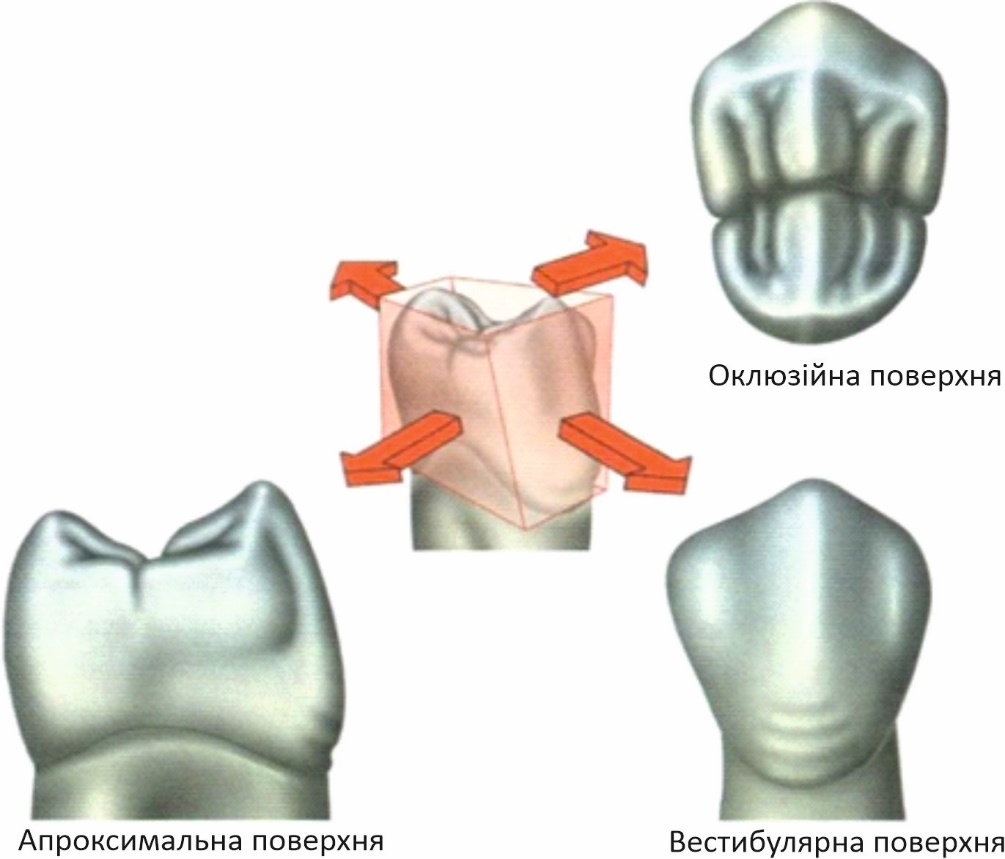 Оклюзійна поверхня
Апроксимальна поверхня
Вестибулярна поверхня